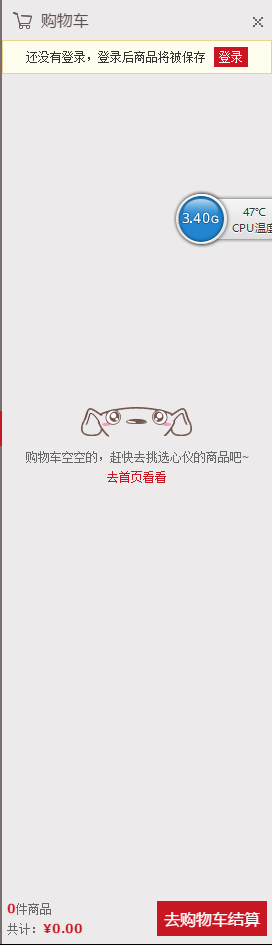 购物车
还没有登录，登录后商品将被保存 登录
3.40G
47℃
CPU温度
购物车空空的，赶快去挑选心仪的商品吧~
去首页看看
0件商品
共计：¥0.00
去购物车结算